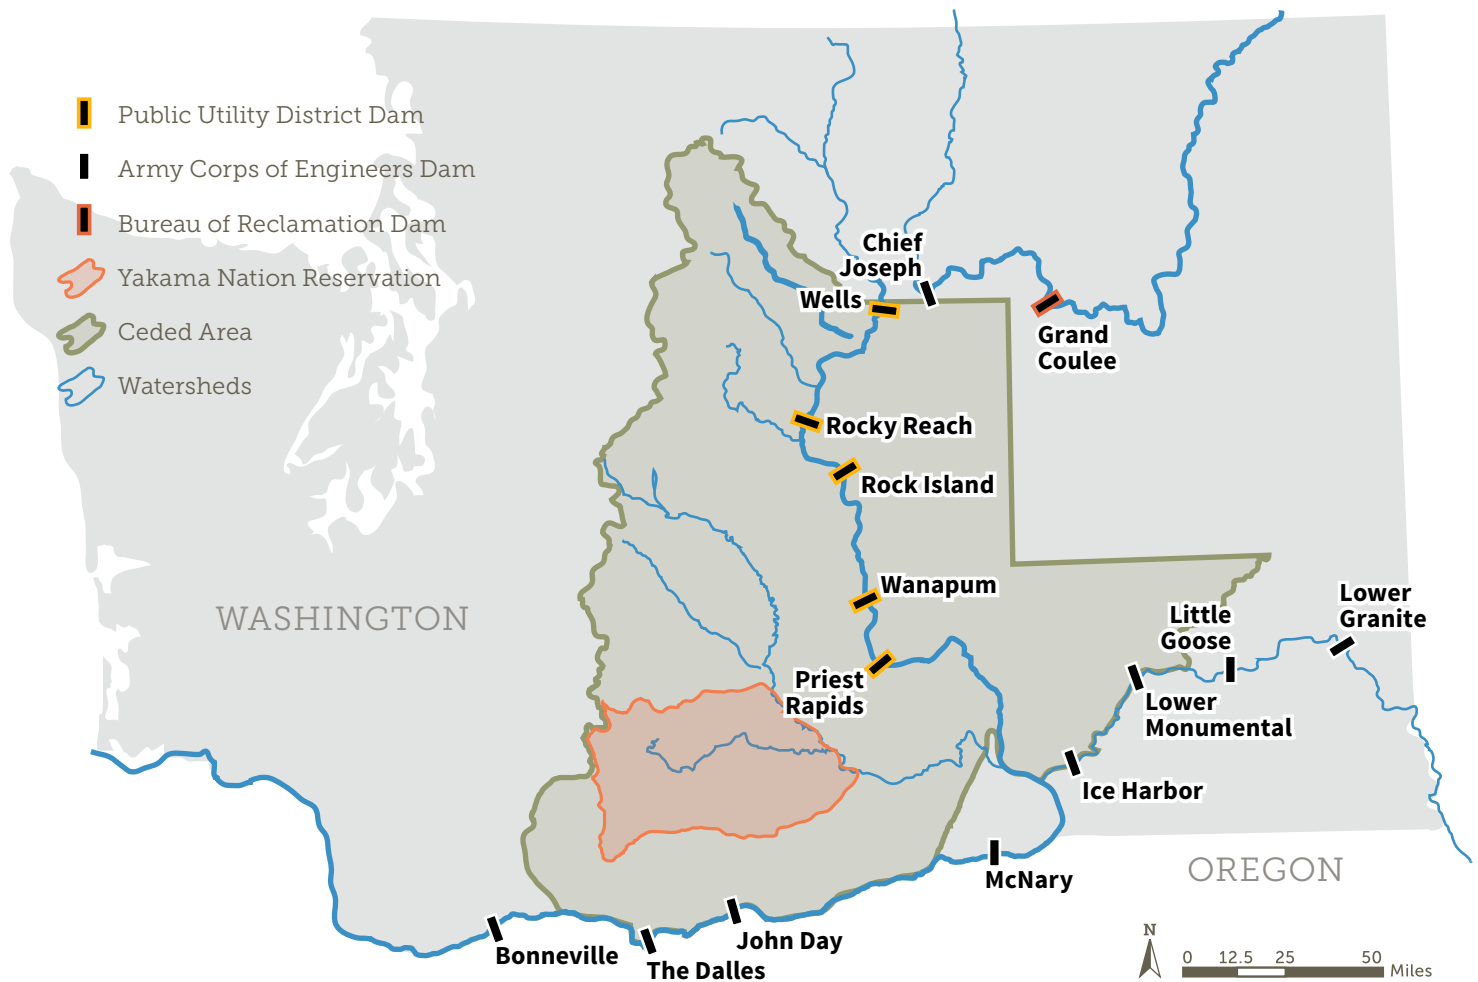 Public Utility District Dam
Army Corps of Engineers Dam
Bureau of Reclamation Dam
Yakama Nation Reservation
Ceded Area
Watersheds
Chief
Joseph
Wells
Grand
Coulee
Rocky Reach
Rock Island
Wanapum
Priest
Rapids
WASHINGTON
Little
Goose
Lower
Granite
Lower
Monumental
Ice Harbor
McNary
OREGON
John Day
The Dalles
Bonneville
N
0 12.5 25 50
Miles